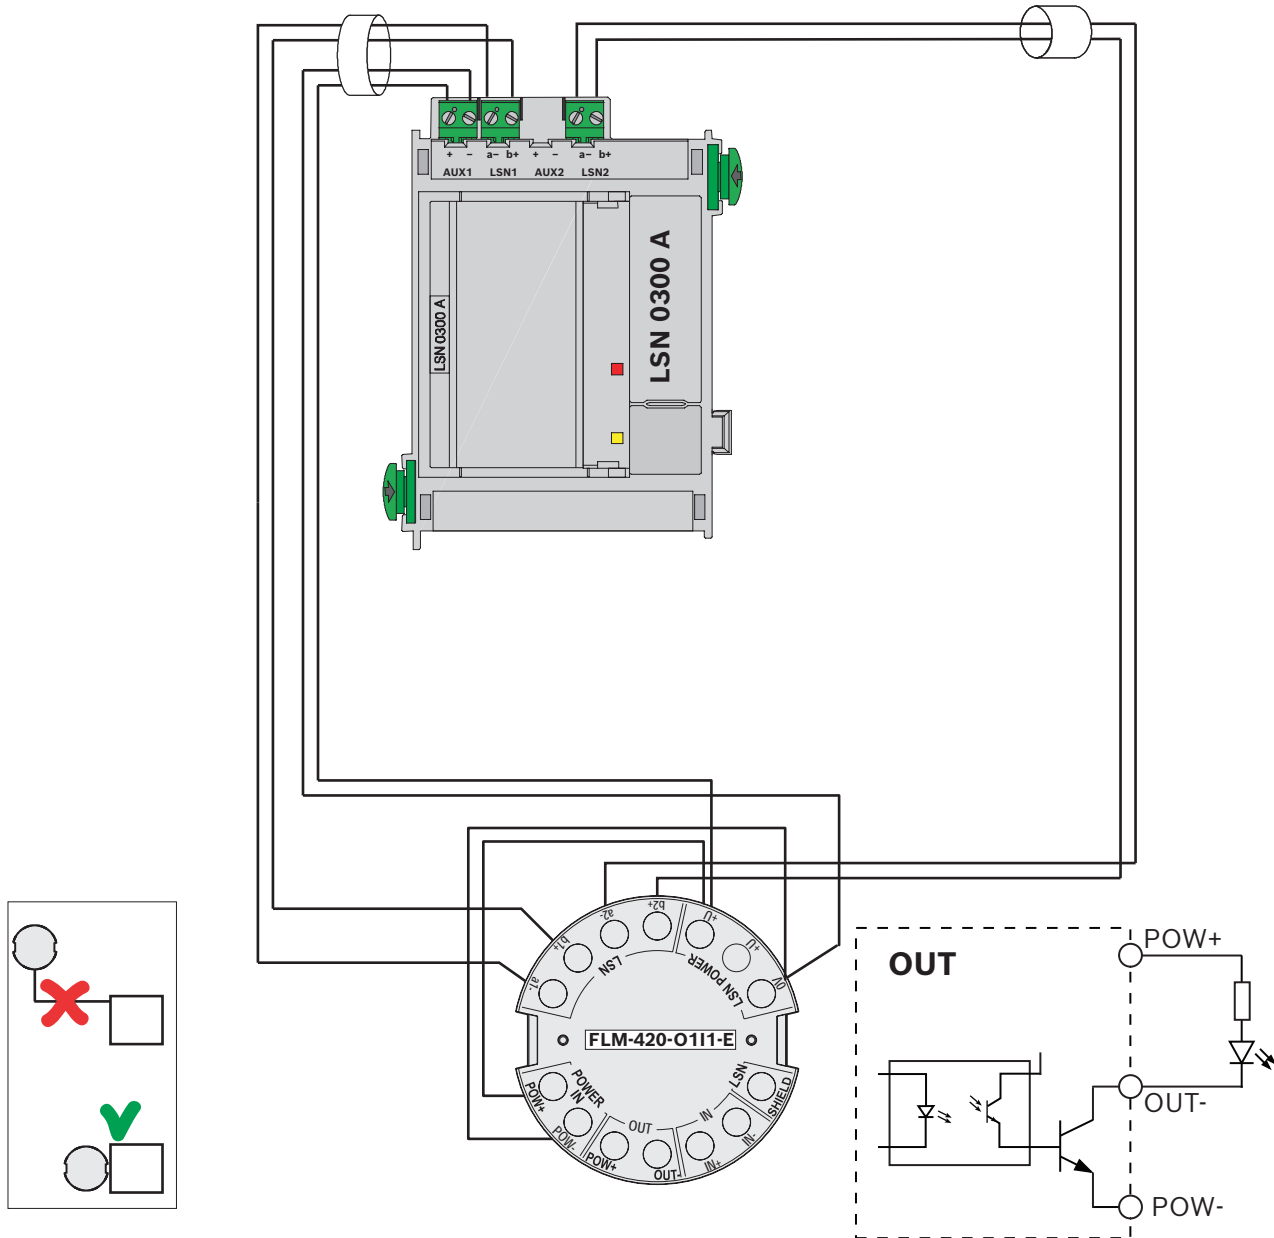 + − a− b+ + − a− b+
AUX1 LSN1 AUX2 LSN2
LSN 0300 A
LSN 0300 A
a1- b1+ a2- b2+ +U +U 0V
LSN LSN POWER
FLM-420-O1I1-E
POW+ POW- POWER IN
OUT
POW+ OUT-
IN
IN+ IN-
LSN
SHIELD
OUT
POW+
OUT-
POW-